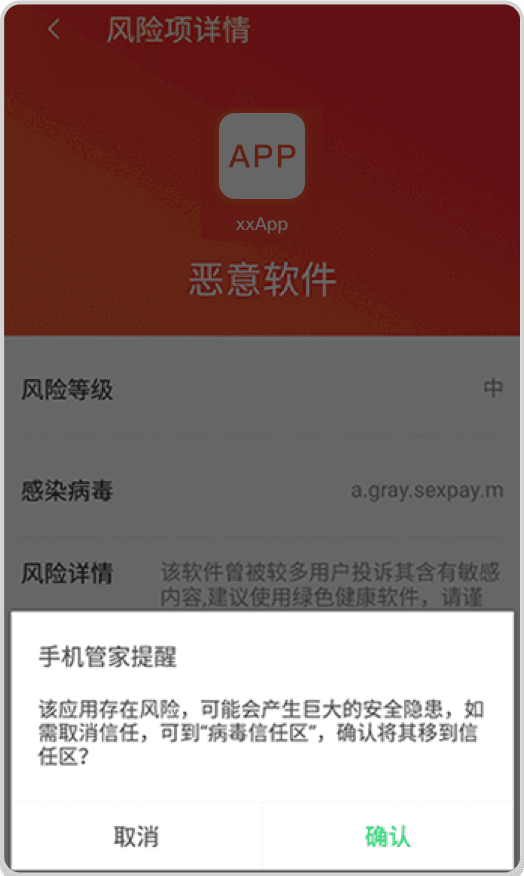 风险项详情
APP
xxApp
恶意软件
风险等级
中
感染病毒
a.gray.sexpay.m
风险详情
该软件曾被较多用户投诉其含有敏感
内容,建议使用绿色健康软件，请谨
手机管家提醒
该应用存在风险，可能会产生巨大的安全隐患，如
需取消信任，可到“病毒信任区”，确认将其移到信
任区？
取消
确认